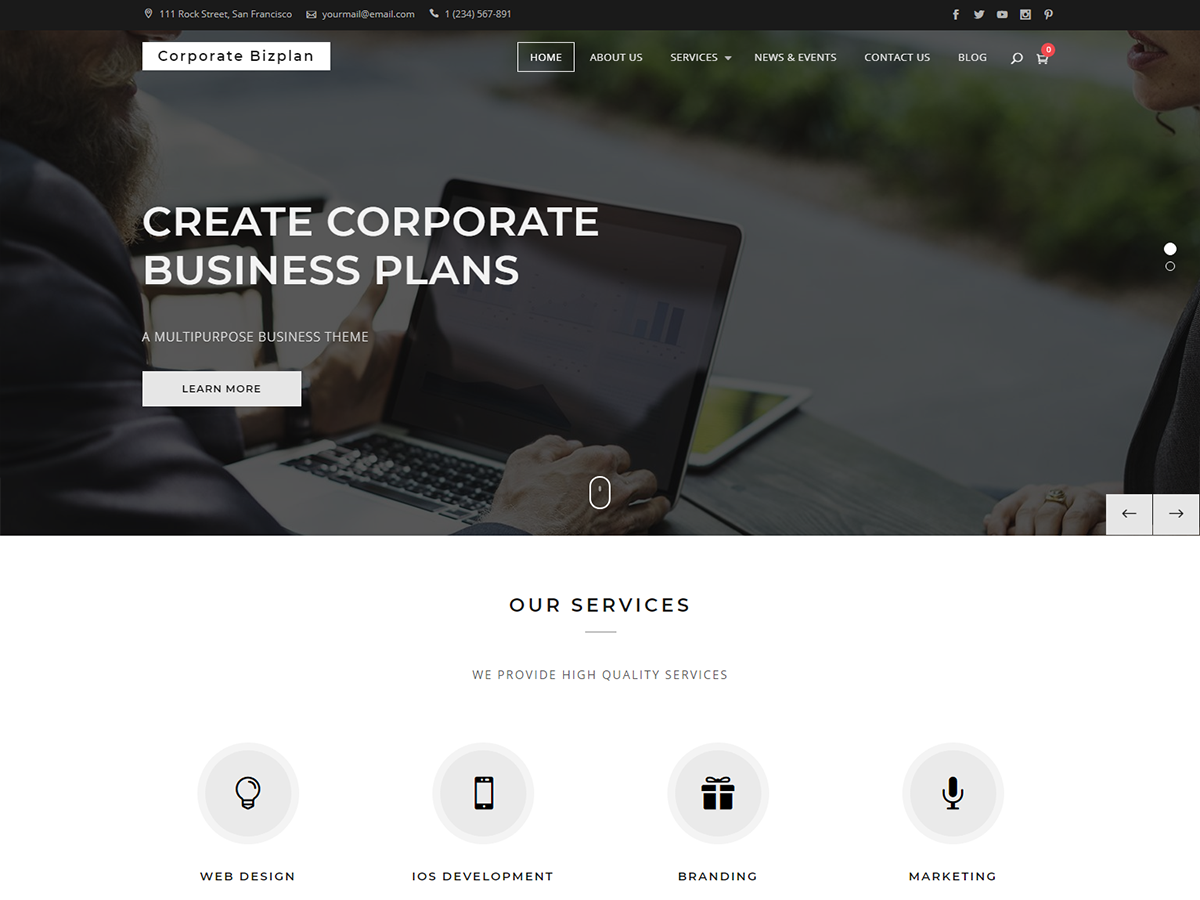 111 Rock Street, San Francisco yourmail@email.com 1 (234) 567-891
Corporate Bizplan HOME ABOUT US SERVICES NEWS & EVENTS CONTACT US BLOG 0
CREATE CORPORATE
BUSINESS PLANS
A MULTIPURPOSE BUSINESS THEME
LEARN MORE
OUR SERVICES
WE PROVIDE HIGH QUALITY SERVICES
WEB DESIGN IOS DEVELOPMENT BRANDING MARKETING